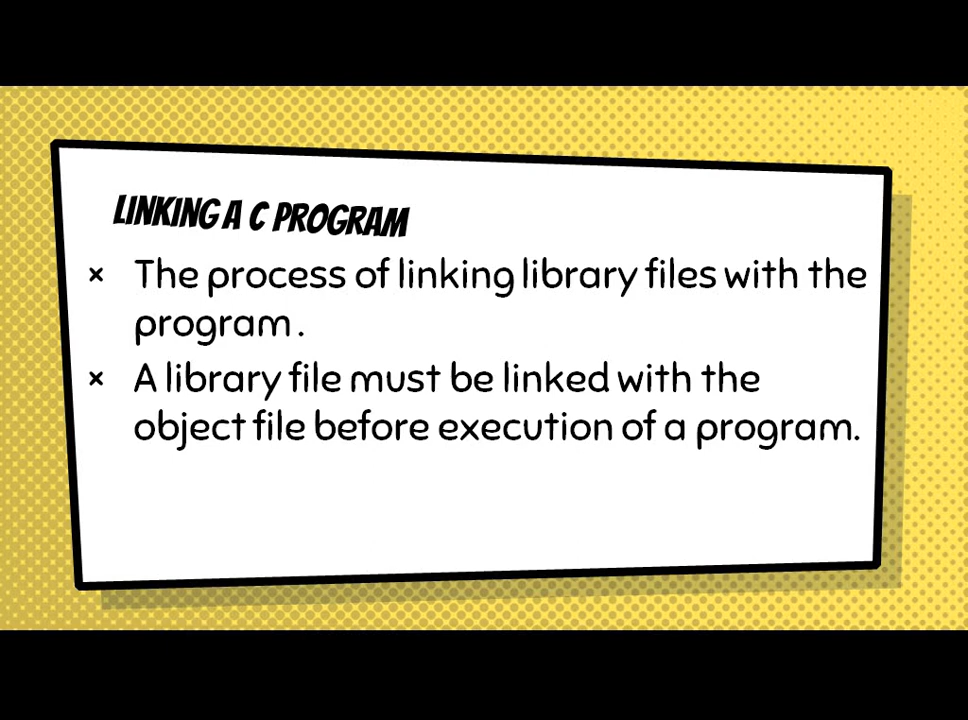 LINKING A C PROGRAM
× The process of linking library files with the
program.
× A library file must be linked with the
object file before execution of a program.